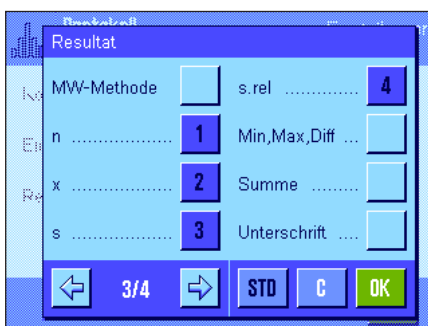 Resultat
MW-Methode
n .................. 1
x .................. 2
s .................. 3
s.rel .............. 4
Min,Max,Diff ...
Summe .........
Unterschrift ....
3/4
STD
C
OK